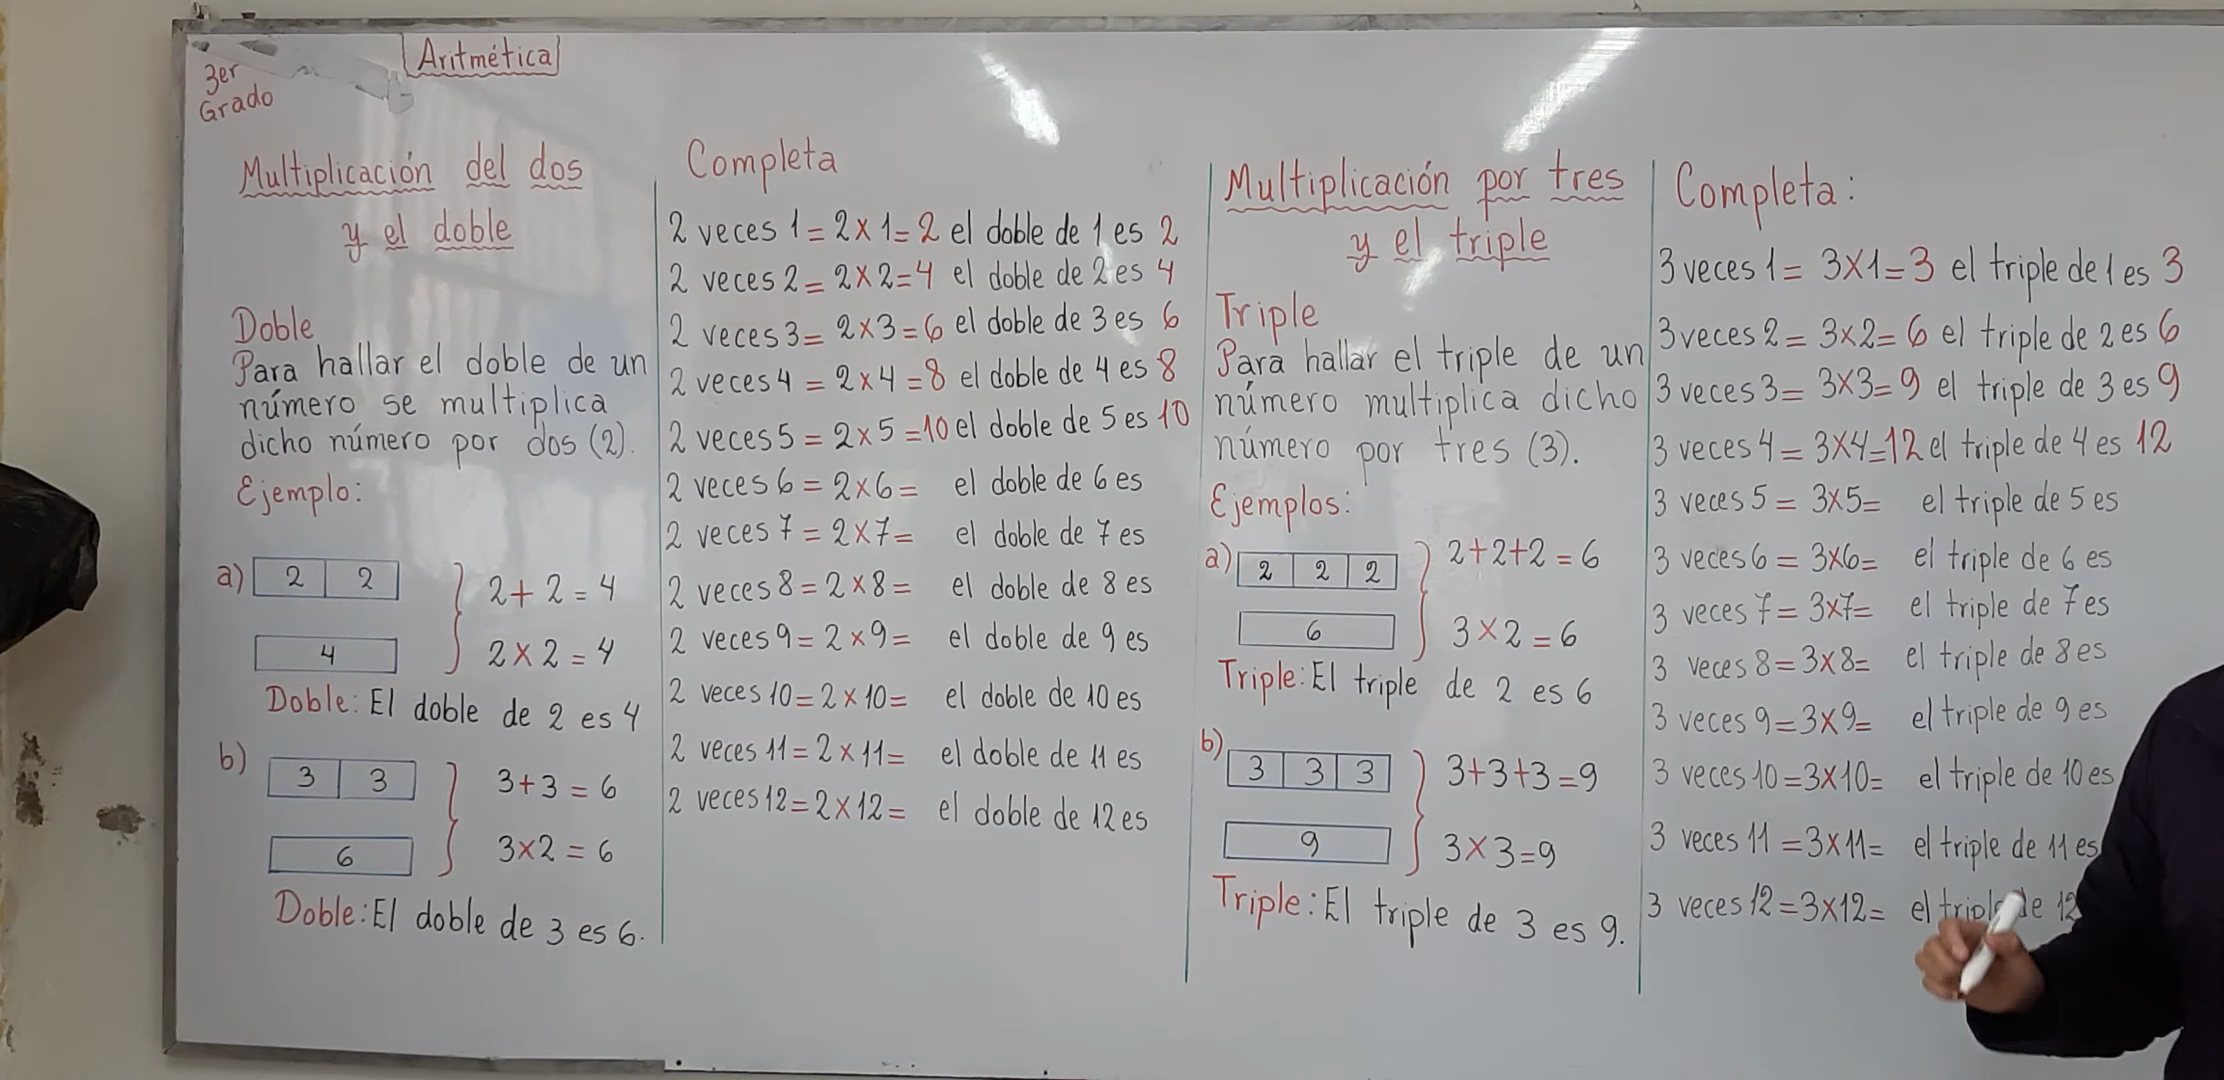 3er
Grado
Aritmética
Multiplicación del dos
y el doble
Doble
Para hallar el doble de un
número se multiplica
dicho número por dos (2).
Ejemplo:
a) 2 2
2+2=4
4
2×2=4
Doble: El doble de 2 es 4
b) 3 3
3+3=6
6
3×2=6
Doble: El doble de 3 es 6.
Completa
2 veces 1=2×1=2 el doble de 1 es 2
2 veces 2=2×2=4 el doble de 2 es 4
2 veces 3=2×3=6 el doble de 3 es 6
2 veces 4=2×4=8 el doble de 4 es 8
2 veces 5=2×5=10 el doble de 5 es 10
2 veces 6=2×6= el doble de 6 es
2 veces 7=2×7= el doble de 7 es
2 veces 8=2×8= el doble de 8 es
2 veces 9=2×9= el doble de 9 es
2 veces 10=2×10= el doble de 10 es
2 veces 11=2×11= el doble de 11 es
2 veces 12=2×12= el doble de 12 es
Multiplicación por tres
y el triple
Triple
Para hallar el triple de un
número multiplica dicho
número por tres (3).
Ejemplos:
a) 2 2 2
2+2+2=6
6
3×2=6
Triple: El triple de 2 es 6
b) 3 3 3
3+3+3=9
9
3×3=9
Triple: El triple de 3 es 9.
Completa:
3 veces 1=3×1=3 el triple de 1 es 3
3 veces 2=3×2=6 el triple de 2 es 6
3 veces 3=3×3=9 el triple de 3 es 9
3 veces 4=3×4=12 el triple de 4 es 12
3 veces 5=3×5= el triple de 5 es
3 veces 6=3×6= el triple de 6 es
3 veces 7=3×7= el triple de 7 es
3 veces 8=3×8= el triple de 8 es
3 veces 9=3×9= el triple de 9 es
3 veces 10=3×10= el triple de 10 es
3 veces 11=3×11= el triple de 11 es
3 veces 12=3×12= el triple de 12